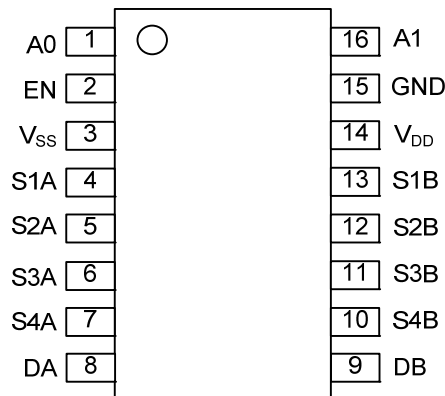 A0 1 16 A1
EN 2 15 GND
VSS 3 14 VDD
S1A 4 13 S1B
S2A 5 12 S2B
S3A 6 11 S3B
S4A 7 10 S4B
DA 8 9 DB